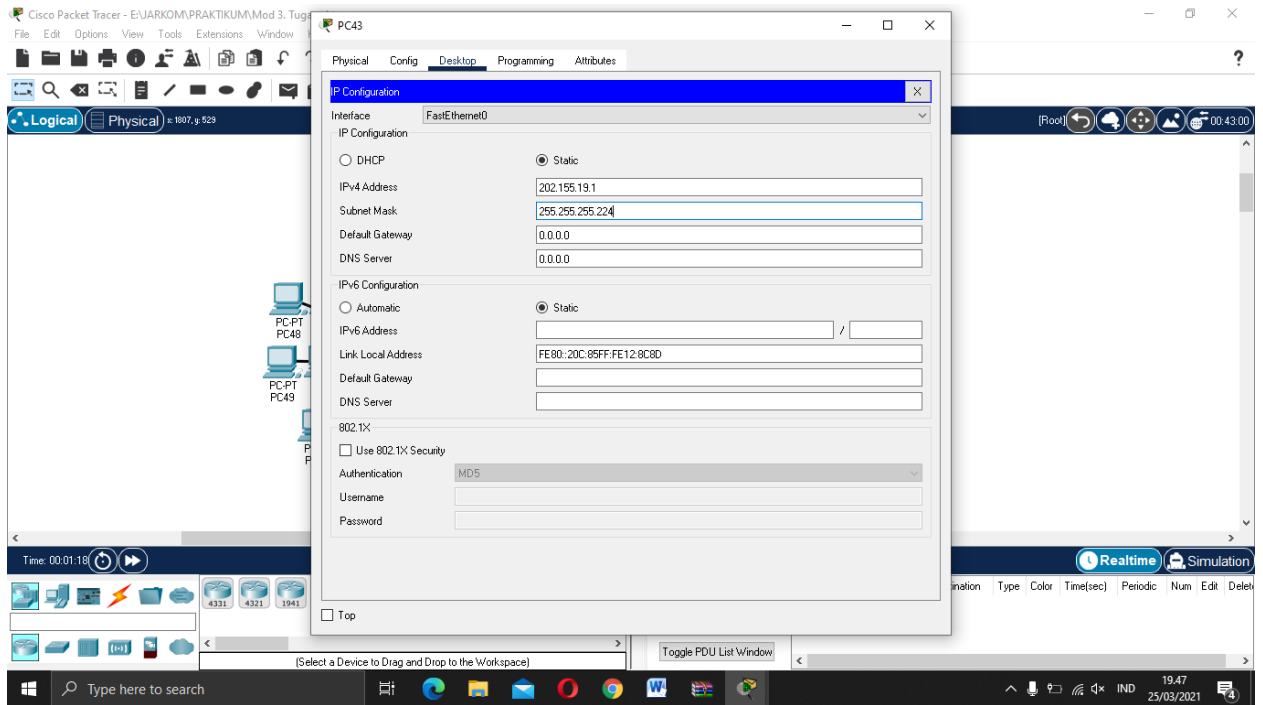 Cisco Packet Tracer - E:\JARKOM\PRAKTIKUM\Mod 3. Tuga
File Edit Options View Tools Extensions Window
?
Logical Physical x: 1807, y: 529
[Root] 00:43:00
PC43
Physical Config Desktop Programming Attributes
IP Configuration X
Interface FastEthernet0
IP Configuration
DHCP Static
IPv4 Address 202.155.19.1
Subnet Mask 255.255.255.224
Default Gateway 0.0.0.0
DNS Server 0.0.0.0
IPv6 Configuration
Automatic Static
IPv6 Address /
Link Local Address FE80::20C:85FF:FE12:8C8D
Default Gateway
DNS Server
802.1X
Use 802.1X Security
Authentication MD5
Username
Password
Top
PC-PT
PC48
PC-PT
PC49
P
P
Time: 00:01:18
Realtime Simulation
4331 4321 1941
ination Type Color Time(sec) Periodic Num Edit Delet
(Select a Device to Drag and Drop to the Workspace)
Toggle PDU List Window
Type here to search
IND
19.47
25/03/2021
4